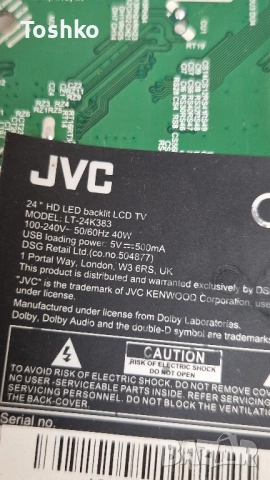 Toshko
RT19
JVC
24" HD LED backlit LCD TV
MODEL: LT-24K383
100-240V~ 50/60Hz 40W
USB loading power: 5V⎓500mA
DSG Retail Ltd.(co.no.504877)
1 Portal Way, London, W3 6RS, UK
This product is distributed and warranted exclusively by DS
"JVC" is the trademark of JVC KENWOOD Corporation, use
under license.
Manufactured under license from Dolby Laboratories.
Dolby, Dolby Audio and the double-D symbol are tradema
CAUTION
RISK OF ELECTRIC SHOCK
DO NOT OPEN
TO AVOID RISK OF ELECTRIC SHOCK, DO NOT REMOVE COV
NO USER -SERVICEABLE PARTS INSIDE. REFER SERVICING
SERVICING PERSONNEL. DO NOT BLOCK THE VENTILATION
THE BACK-COVER.
Serial no.